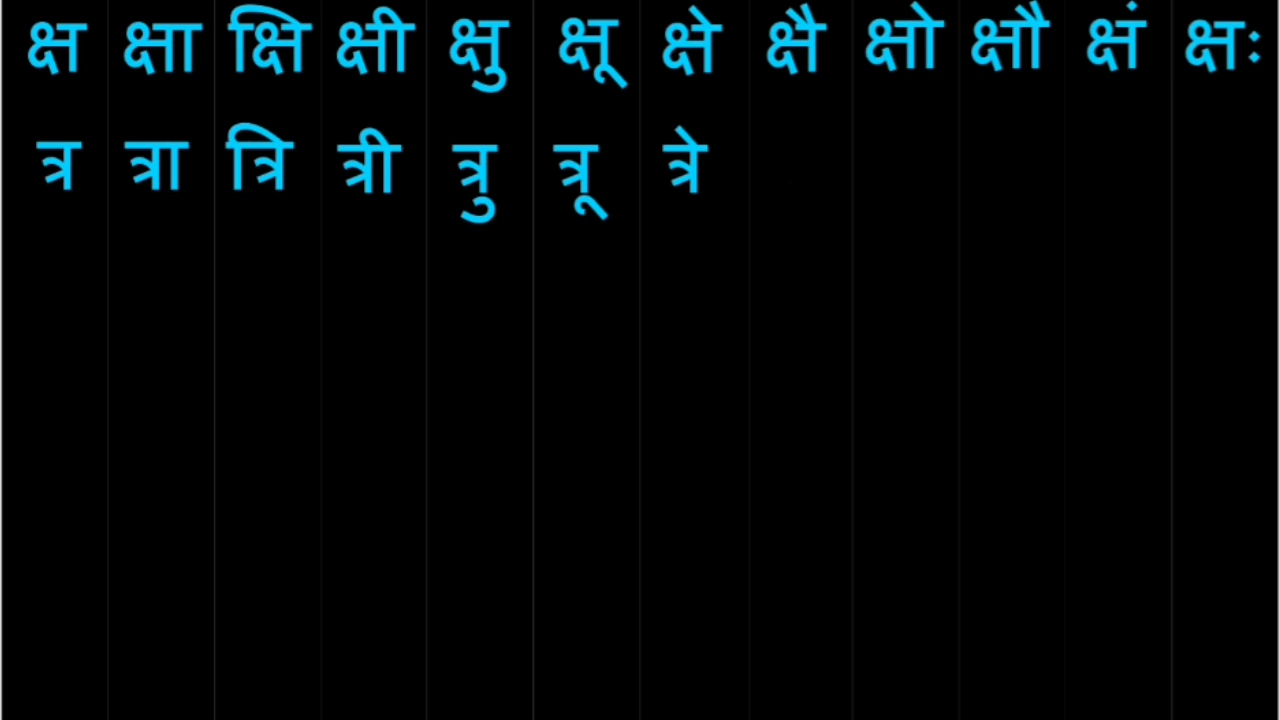 क्ष क्षा क्षि क्षी क्षु क्षू क्षे क्षै क्षो क्षौ क्षं क्षः
त्र त्रा त्रि त्री त्रु त्रू त्रे